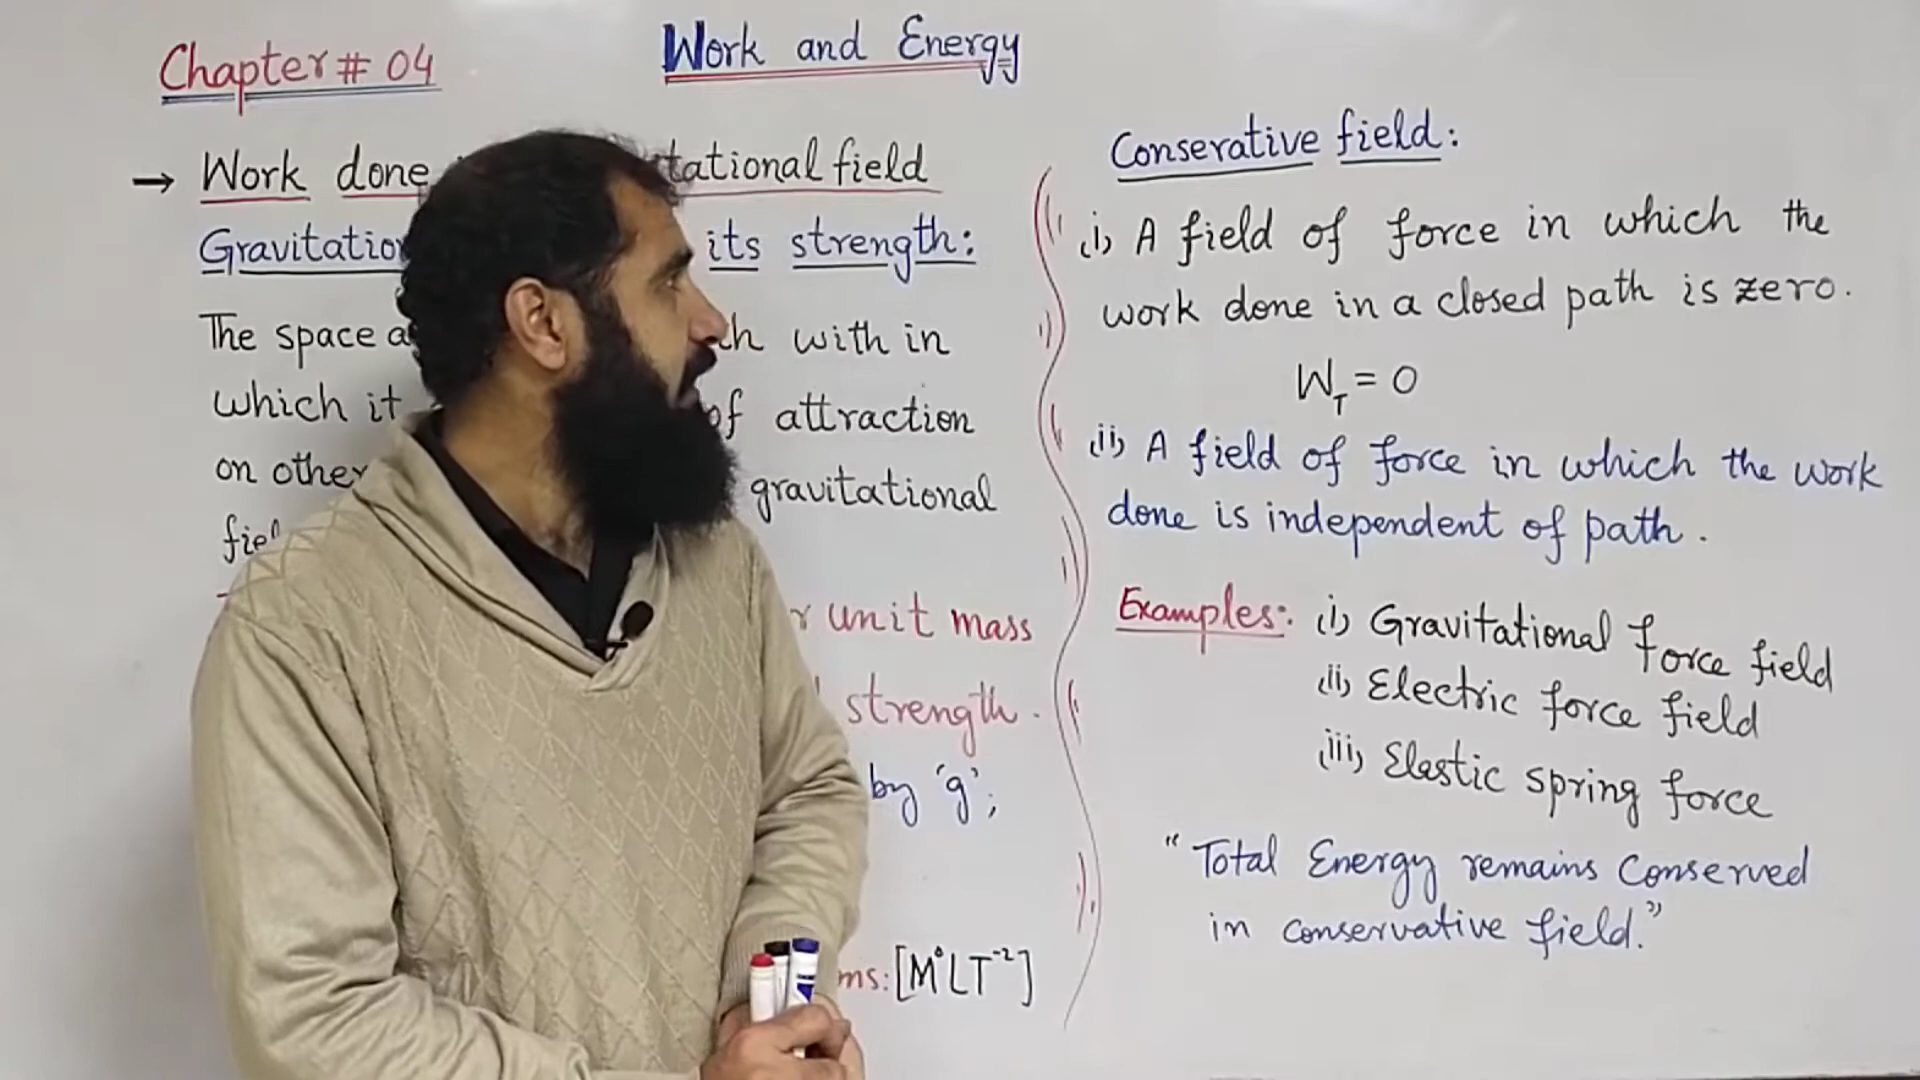 Chapter # 04
Work and Energy
→ Work done tational field
Gravitatio its strength:
The space a ch with in
which it of attraction
on other gravitational
fiel
r unit mass
strength.
by 'g';
ms: [M⁰LT⁻²]
Conserative field:
(i) A field of force in which the
work done in a closed path is zero.
W_T = 0
(ii) A field of force in which the work
done is independent of path.
Examples: (i) Gravitational force field
(ii) Electric force field
(iii) Elastic spring force
"Total Energy remains Conserved
in conservative field."